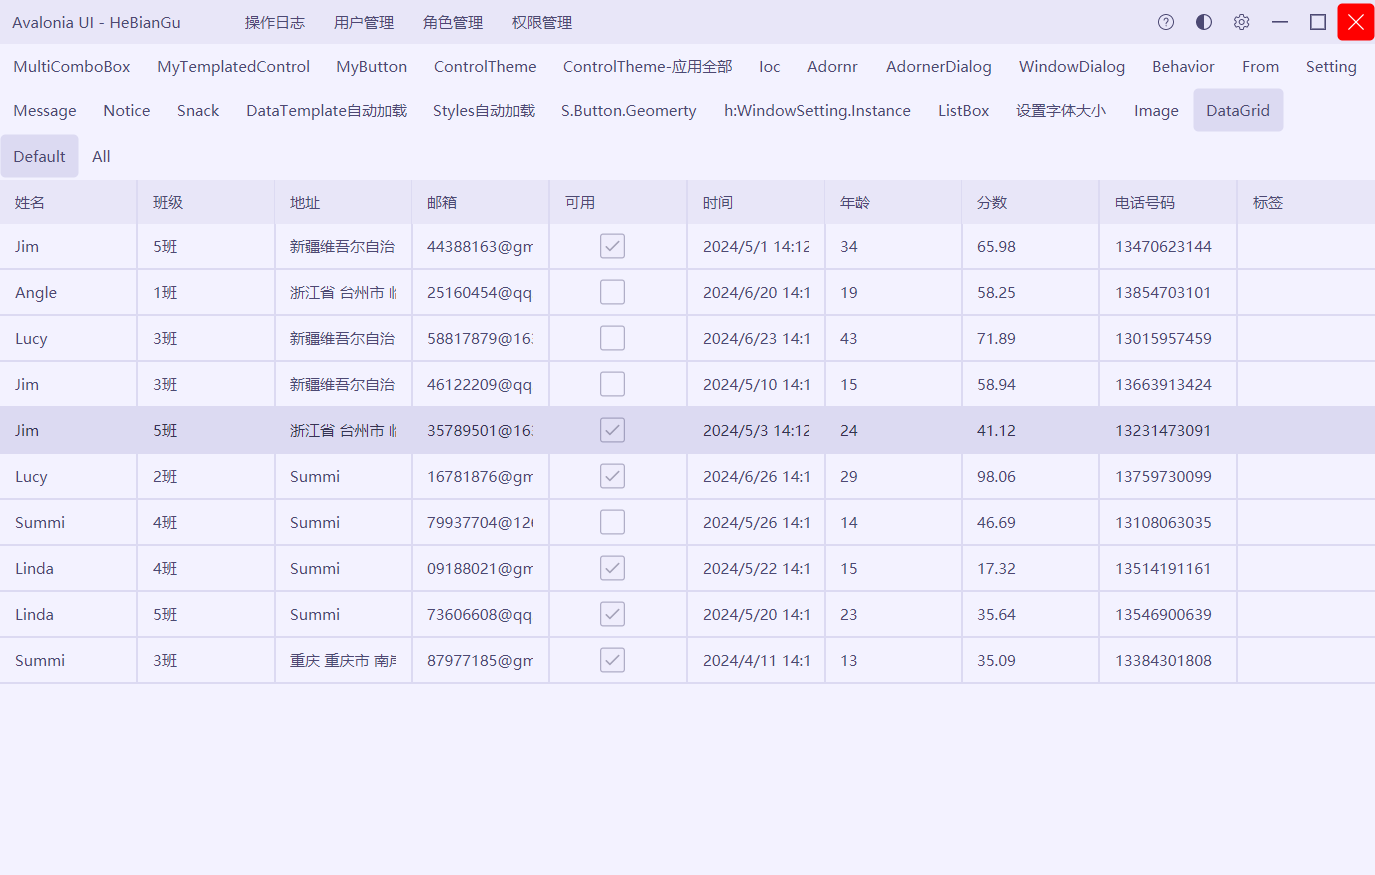 Avalonia UI - HeBianGu 操作日志 用户管理 角色管理 权限管理
MultiComboBox MyTemplatedControl MyButton ControlTheme ControlTheme-应用全部 Ioc Adornr AdornerDialog WindowDialog Behavior From Setting
Message Notice Snack DataTemplate自动加载 Styles自动加载 S.Button.Geomerty h:WindowSetting.Instance ListBox 设置字体大小 Image DataGrid
Default All
姓名 班级 地址 邮箱 可用 时间 年龄 分数 电话号码 标签
Jim 5班 新疆维吾尔自治 44388163@gm 2024/5/1 14:12 34 65.98 13470623144
Angle 1班 浙江省 台州市 25160454@qq 2024/6/20 14:1 19 58.25 13854703101
Lucy 3班 新疆维吾尔自治 58817879@16 2024/6/23 14:1 43 71.89 13015957459
Jim 3班 新疆维吾尔自治 46122209@qq 2024/5/10 14:1 15 58.94 13663913424
Jim 5班 浙江省 台州市 35789501@16 2024/5/3 14:12 24 41.12 13231473091
Lucy 2班 Summi 16781876@gm 2024/6/26 14:1 29 98.06 13759730099
Summi 4班 Summi 79937704@12 2024/5/26 14:1 14 46.69 13108063035
Linda 4班 Summi 09188021@gm 2024/5/22 14:1 15 17.32 13514191161
Linda 5班 Summi 73606608@qq 2024/5/20 14:1 23 35.64 13546900639
Summi 3班 重庆 重庆市 南 87977185@gm 2024/4/11 14:1 13 35.09 13384301808